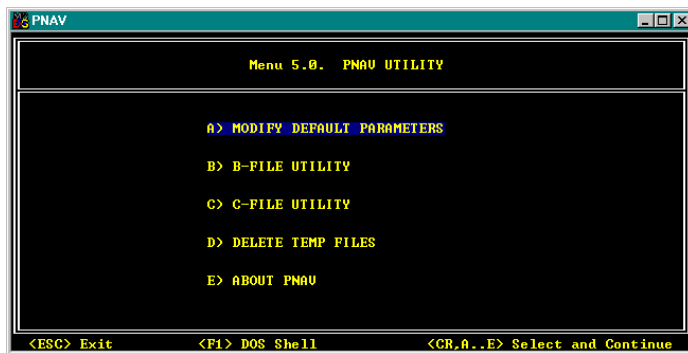 PNAV
Menu 5.0. PNAV UTILITY
A) MODIFY DEFAULT PARAMETERS
B) B-FILE UTILITY
C) C-FILE UTILITY
D) DELETE TEMP FILES
E) ABOUT PNAV
<ESC> Exit <F1> DOS Shell <CR,A..E> Select and Continue